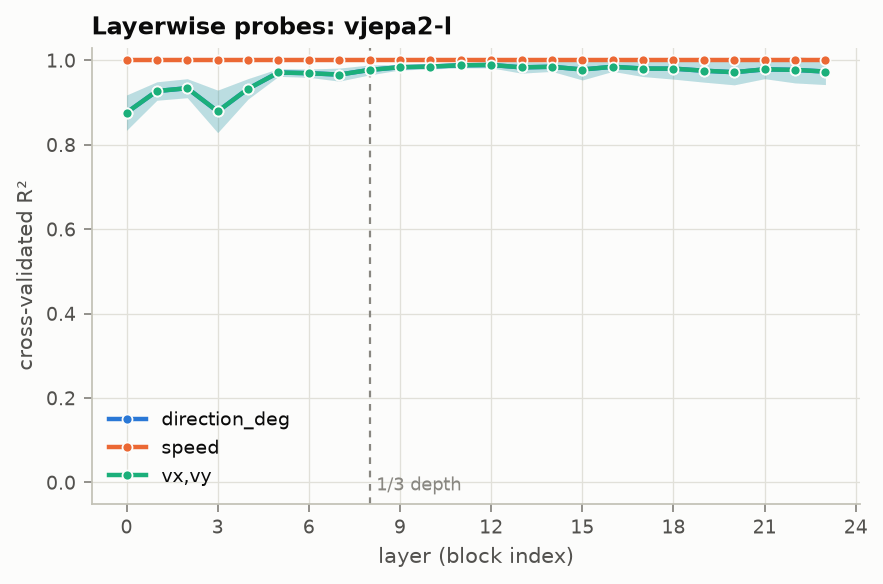 Layerwise probes: vjepa2-l
cross-validated R²
1.0
0.8
0.6
0.4
0.2
0.0
direction_deg
speed
vx,vy
1/3 depth
0 3 6 9 12 15 18 21 24
layer (block index)